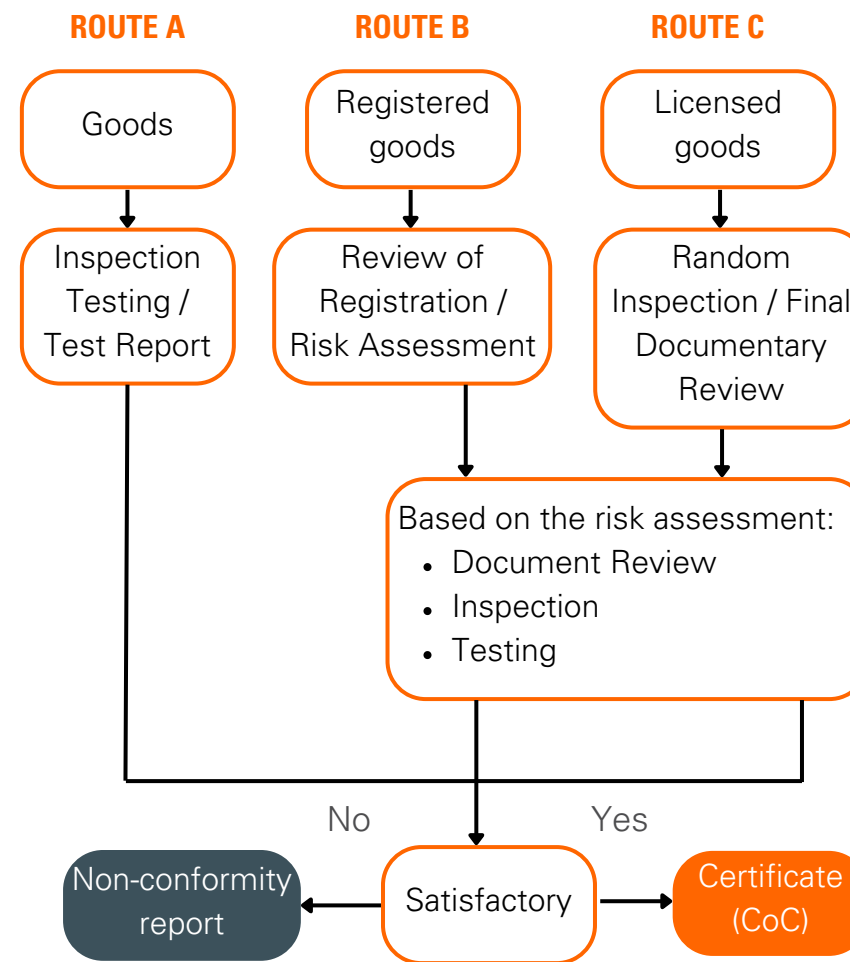 ROUTE A
ROUTE B
ROUTE C
Goods
Registered
goods
Licensed
goods
Inspection
Testing /
Test Report
Review of
Registration /
Risk Assessment
Random
Inspection / Final
Documentary
Review
Based on the risk assessment:
• Document Review
• Inspection
• Testing
No
Yes
Non-conformity
report
Satisfactory
Certificate
(CoC)